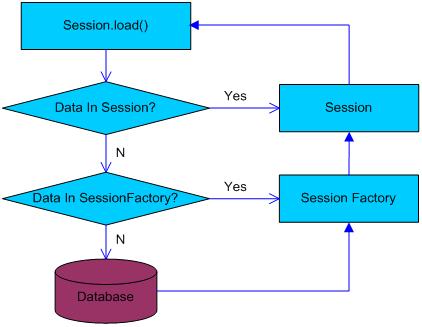 Session.load()
Data In Session?
Yes
Session
N
Data In SessionFactory?
Yes
Session Factory
N
Database